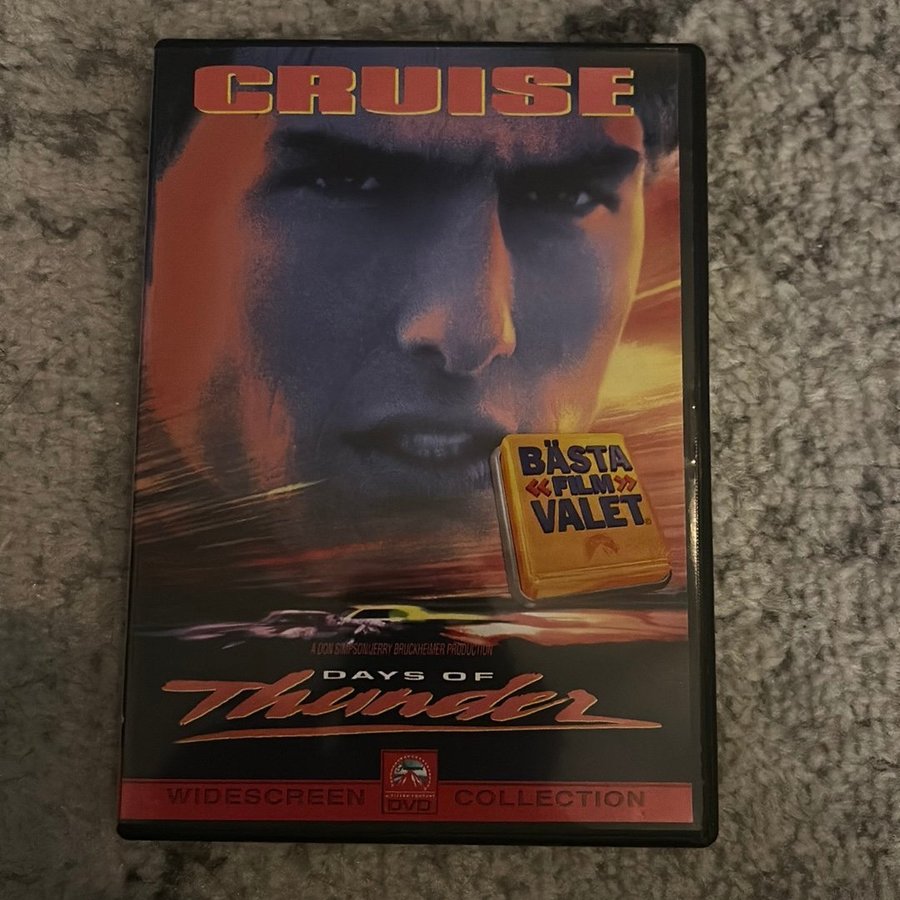 CRUISE
BÄSTA
«FILM»
VALET®
A DON SIMPSON/JERRY BRUCKHEIMER PRODUCTION
DAYS OF
Thunder
WIDESCREEN DVD COLLECTION